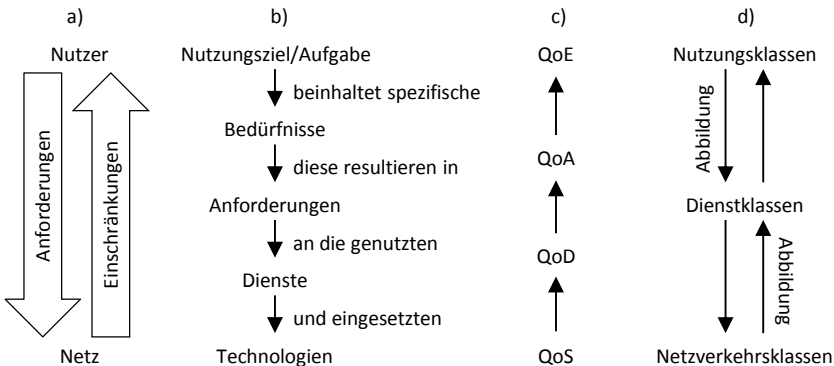 a)
b)
c)
d)
Nutzer
Nutzungsziel/Aufgabe
QoE
Nutzungsklassen
beinhaltet spezifische
Bedürfnisse
diese resultieren in
QoA
Anforderungen
Einschränkungen
Abbildung
Anforderungen
Dienstklassen
an die genutzten
QoD
Dienste
Abbildung
und eingesetzten
Netz
Technologien
QoS
Netzverkehrsklassen